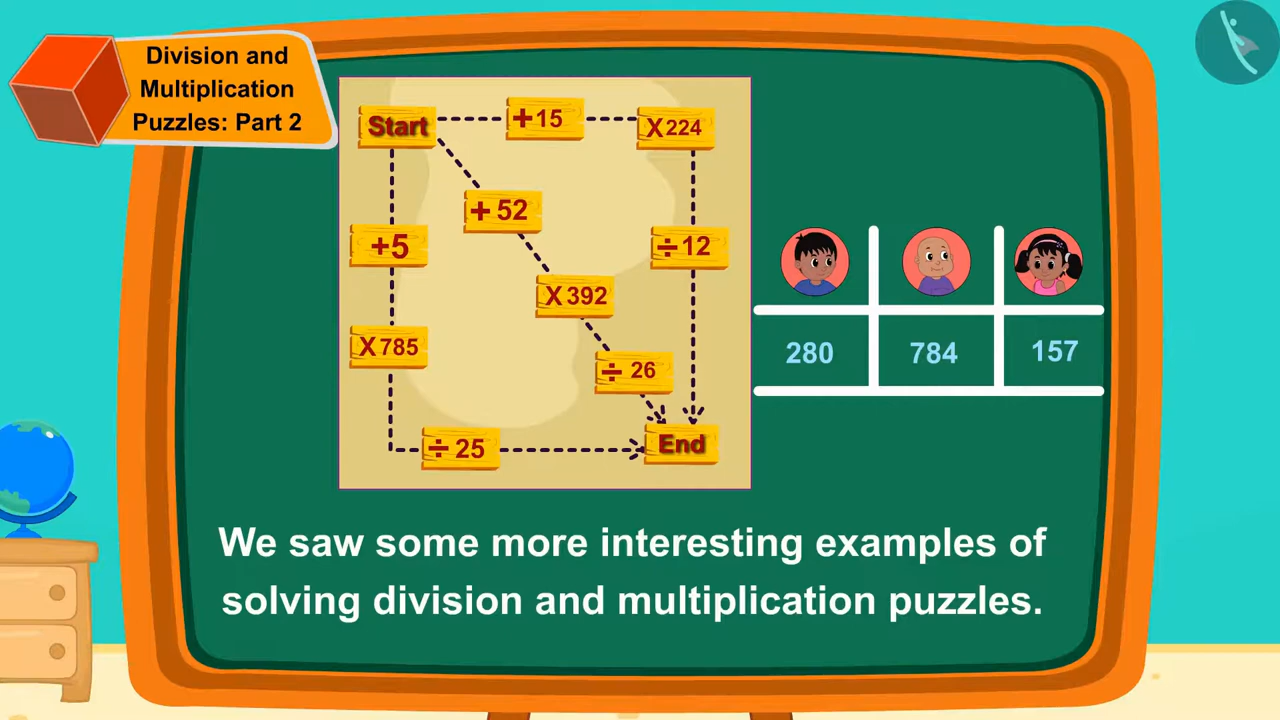 Division and
Multiplication
Puzzles: Part 2
Start
+15
X224
+52
+5
÷12
X392
X785
÷ 26
÷ 25
End
280
784
157
We saw some more interesting examples of
solving division and multiplication puzzles.